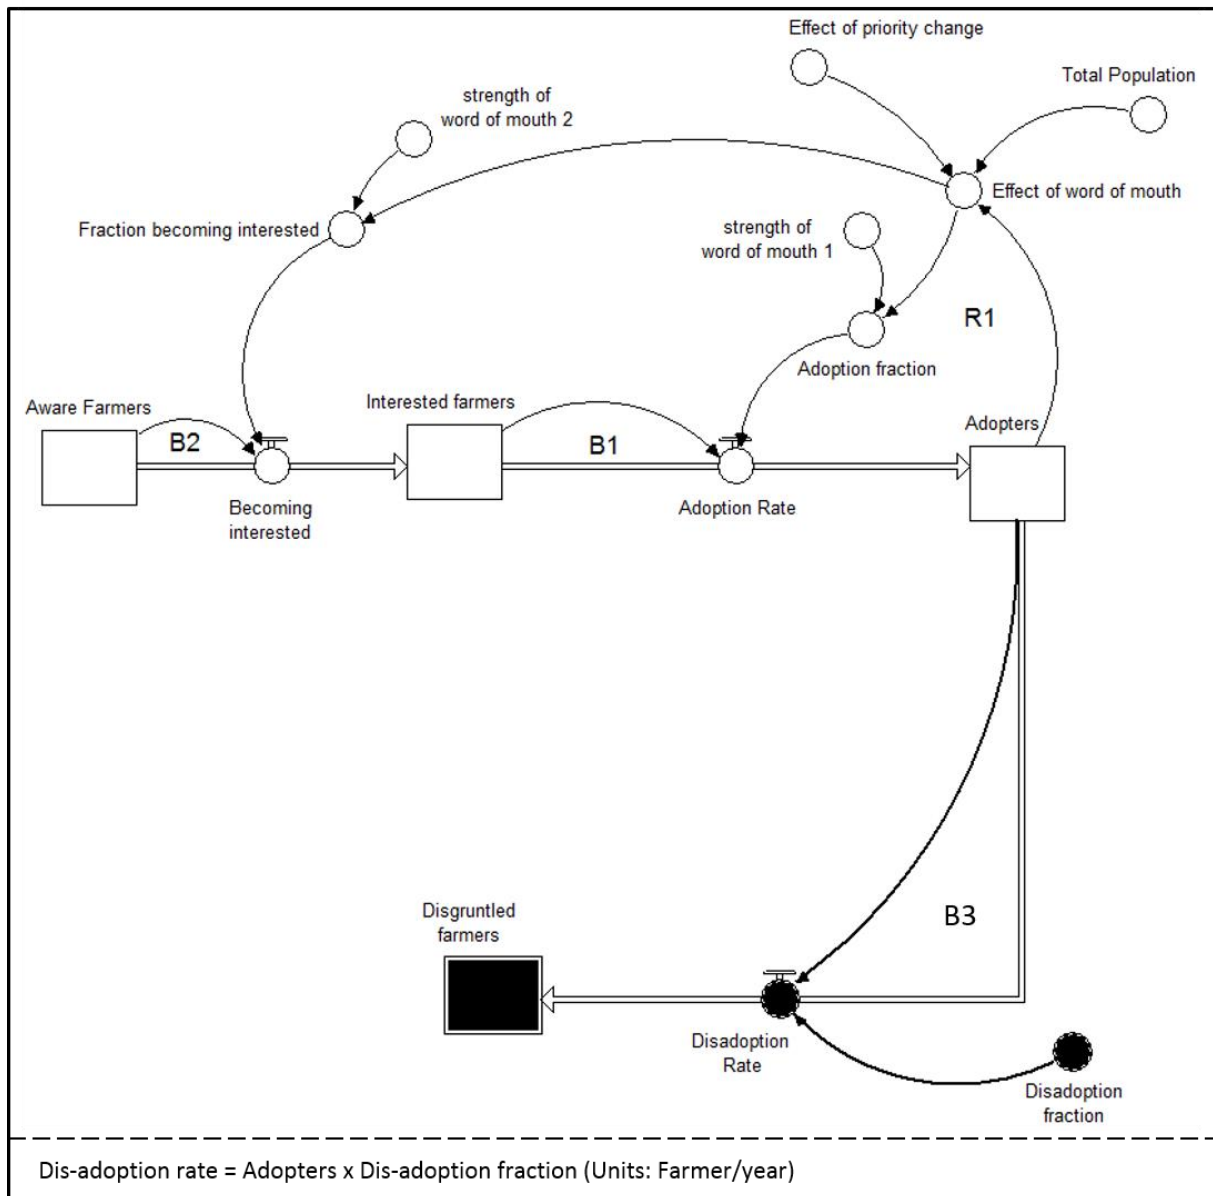 Effect of priority change
Total Population
strength of
word of mouth 2
Effect of word of mouth
Fraction becoming interested
strength of
word of mouth 1
R1
Adoption fraction
Aware Farmers
Interested farmers
Adopters
B2
B1
Becoming
interested
Adoption Rate
Disgruntled
farmers
B3
Disadoption
Rate
Disadoption
fraction
Dis-adoption rate = Adopters x Dis-adoption fraction (Units: Farmer/year)